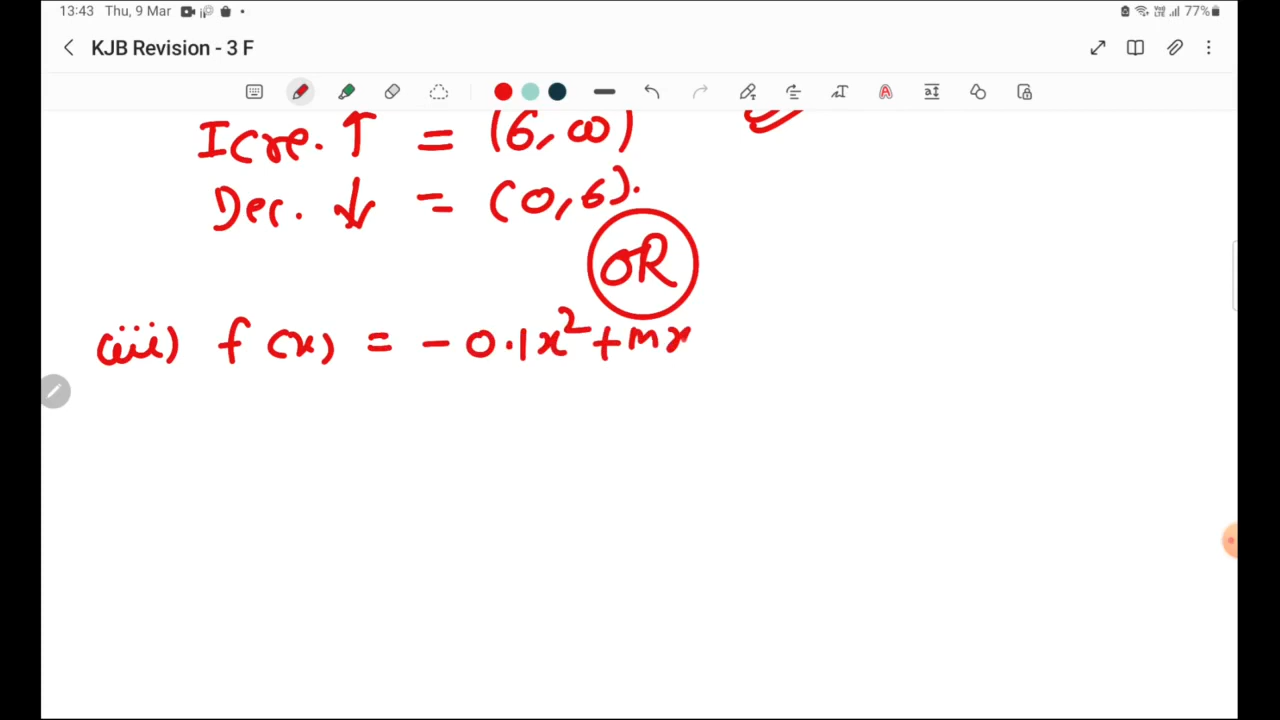 13:43 Thu, 9 Mar 77%
KJB Revision - 3 F
Icre. ↑ = (6, ∞)
Dec. ↓ = (0, 6).
OR
(iii) f(x) = - 0.1x² + mx